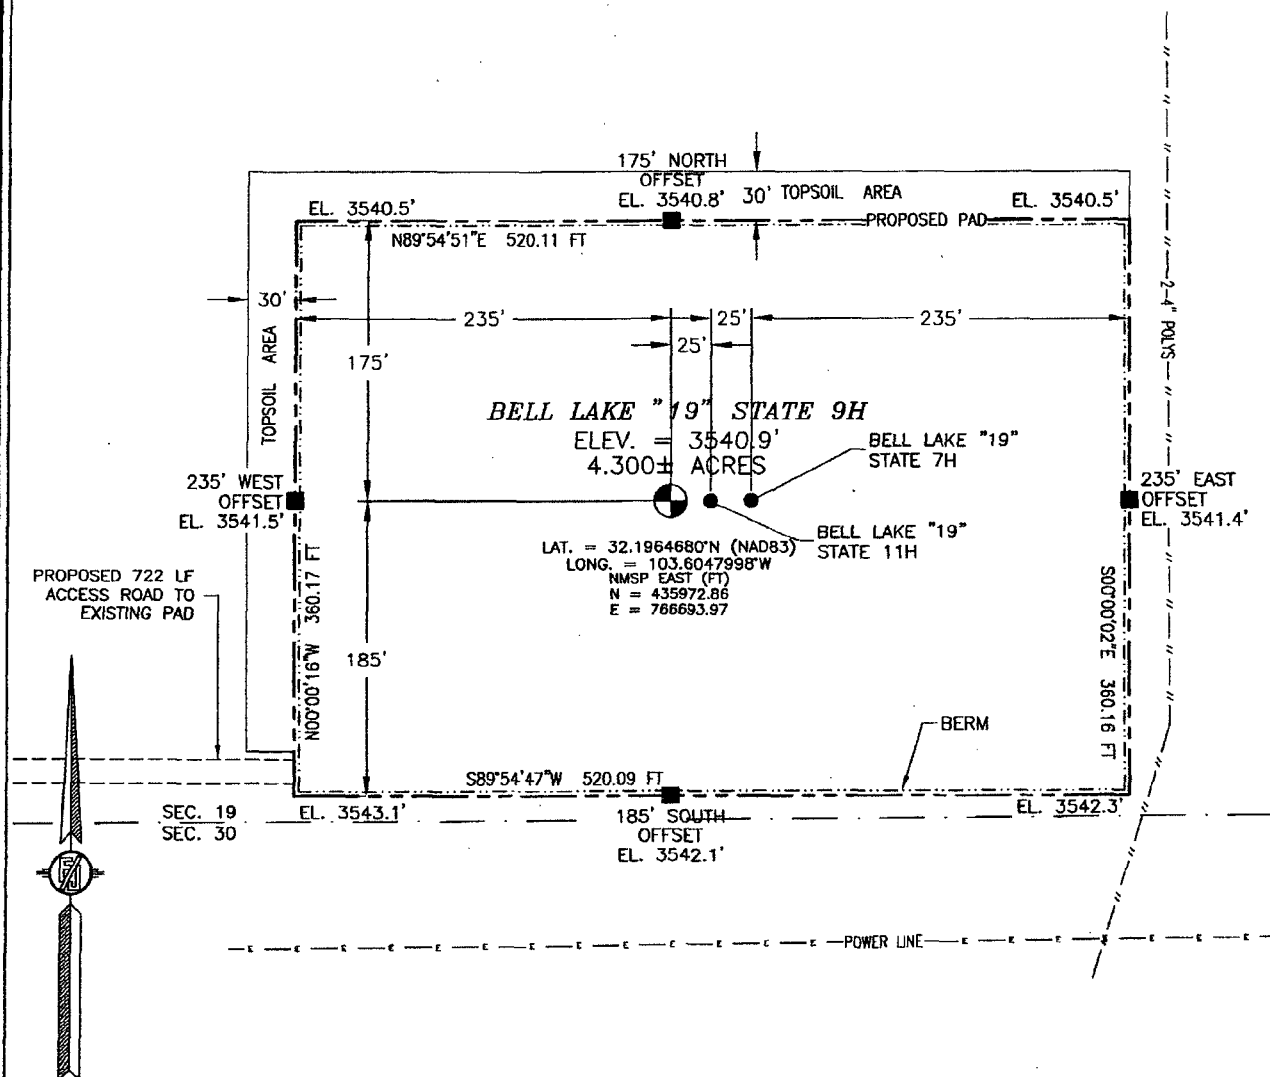 175' NORTH
OFFSET
EL. 3540.8'
30' TOPSOIL AREA
EL. 3540.5'
EL. 3540.5'
PROPOSED PAD
N89°54'51"E 520.11 FT
30'
TOPSOIL AREA
235'
25'
235'
25'
175'
2-4" POLYS
BELL LAKE "19" STATE 9H
ELEV. = 3540.9'
4.300± ACRES
BELL LAKE "19"
STATE 7H
235' WEST
OFFSET
EL. 3541.5'
235' EAST
OFFSET
EL. 3541.4'
BELL LAKE "19"
STATE 11H
LAT. = 32.1964680°N (NAD83)
LONG. = 103.6047998°W
NMSP EAST (FT)
N = 435972.86
E = 766693.97
PROPOSED 722 LF
ACCESS ROAD TO
EXISTING PAD
N00°00'16"W 360.17 FT
185'
S00°00'02"E 360.16 FT
BERM
S89°54'47"W 520.09 FT
SEC. 19
SEC. 30
EL. 3543.1'
185' SOUTH
OFFSET
EL. 3542.1'
EL. 3542.3'
E E E E E E E E E E E E POWER LINE E E E E E E E